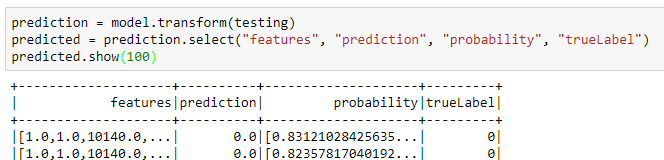 prediction = model.transform(testing)
predicted = prediction.select("features", "prediction", "probability", "trueLabel")
predicted.show(100)
+--------------------+----------+--------------------+---------+
|            features|prediction|         probability|trueLabel|
+--------------------+----------+--------------------+---------+
|[1.0,1.0,10140.0,...|       0.0|[0.83121028425635...|        0|
|[1.0,1.0,10140.0,...|       0.0|[0.82357817040192...|        0|